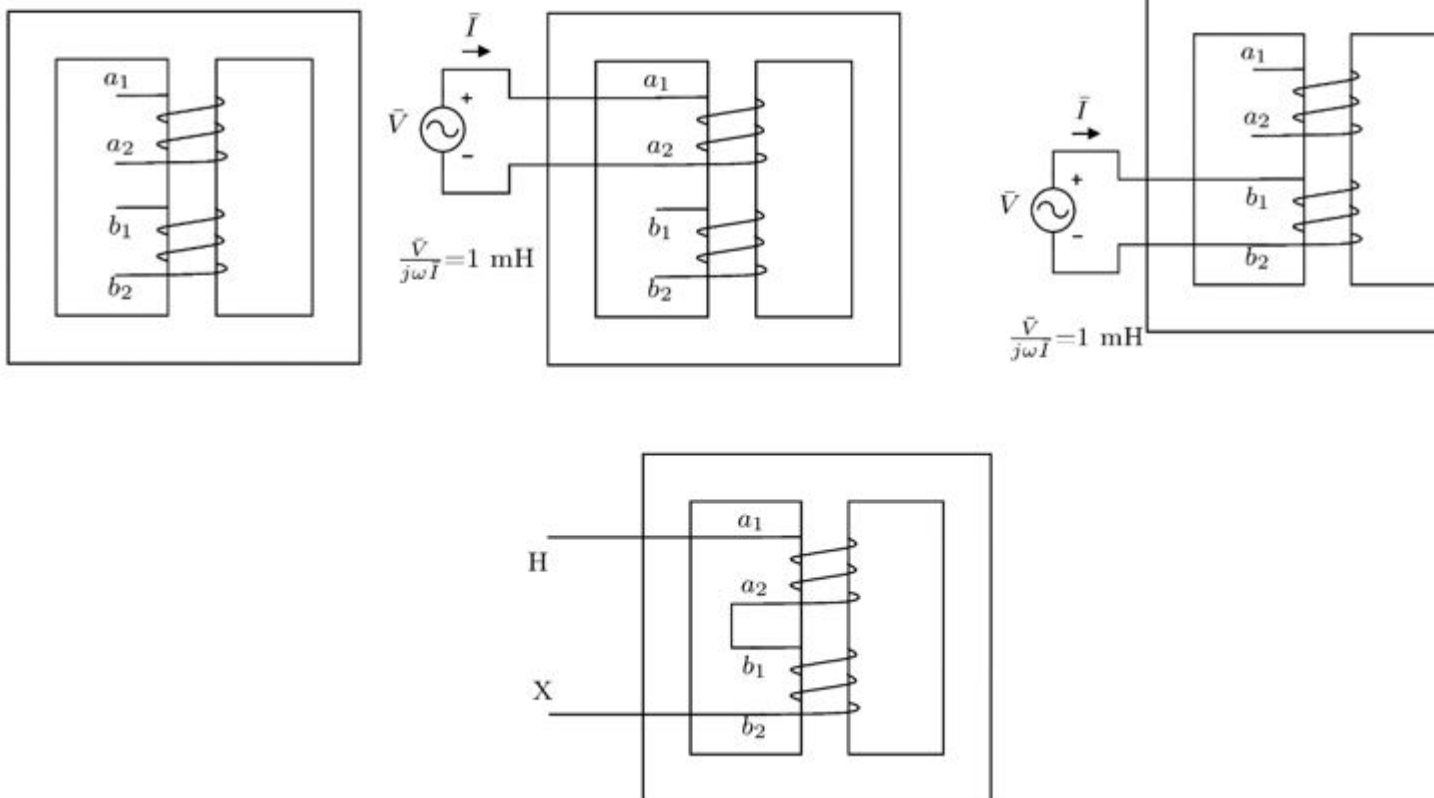 a₁
a₂
b₁
b₂
Ī
V̄
+
−
a₁
a₂
b₁
b₂
V̄/jωĪ=1 mH
Ī
V̄
+
−
a₁
a₂
b₁
b₂
V̄/jωĪ=1 mH
H
X
a₁
a₂
b₁
b₂